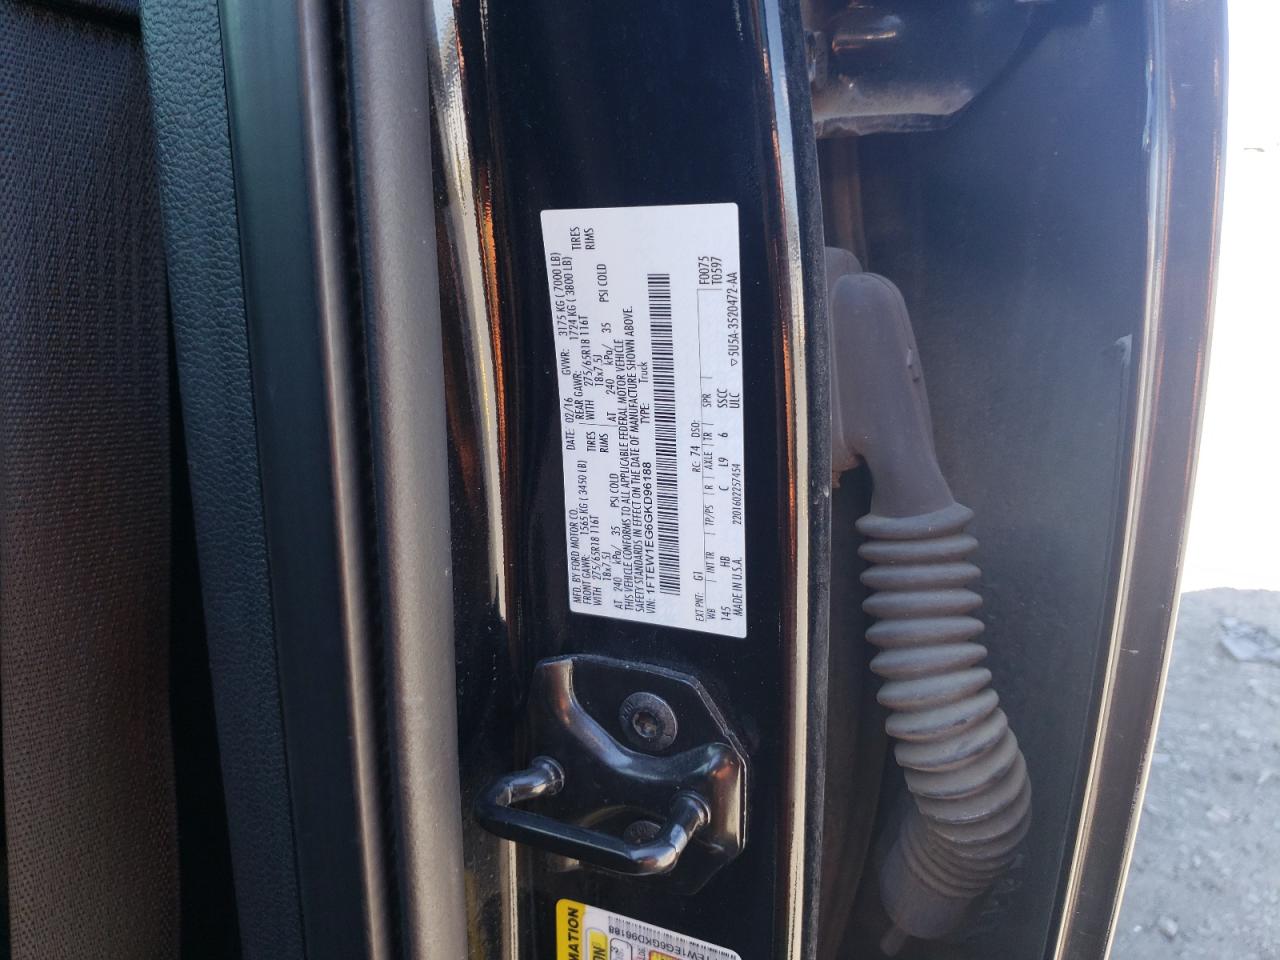 MFD. BY FORD MOTOR CO.
DATE: 02/16 GVWR: 3175 KG ( 7000 LB)
FRONT GAWR: 1565 KG ( 3450 LB) REAR GAWR: 1724 KG ( 3800 LB)
WITH 275/65R18 116T TIRES WITH 275/65R18 116T TIRES
18x7.5J RIMS 18x7.5J RIMS
AT 240 kPa/ 35 PSI COLD AT 240 kPa/ 35 PSI COLD
THIS VEHICLE CONFORMS TO ALL APPLICABLE FEDERAL MOTOR VEHICLE
SAFETY STANDARDS IN EFFECT ON THE DATE OF MANUFACTURE SHOWN ABOVE.
VIN: 1FTEW1EG6GKD96188 TYPE: Truck
EXT PNT: G1 RC: 74 DSO: F0075
WB INT TR TP/PS R AXLE TR SPR T0597
145 HB C L9 6 SSCC
MADE IN U.S.A. 2201602257454 ULC ▽5U5A-3520472-AA
MATION
EW1EG6GKD96188